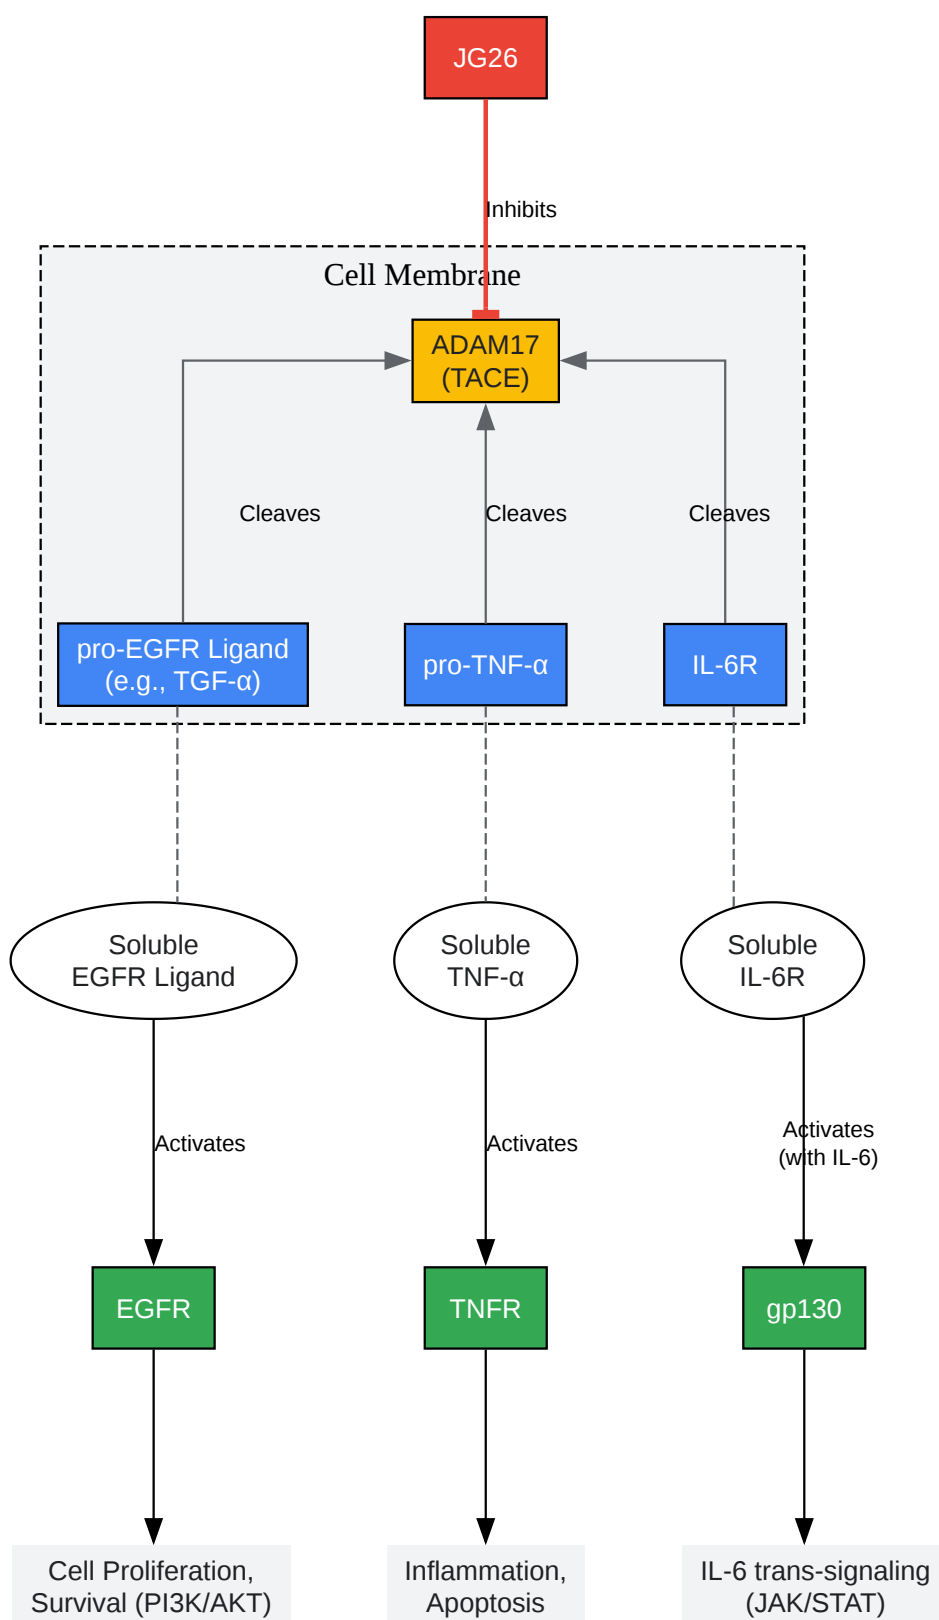 JG26
Inhibits
Cell Membrane
ADAM17
(TACE)
Cleaves
Cleaves
Cleaves
pro-EGFR Ligand
(e.g., TGF-α)
pro-TNF-α
IL-6R
Soluble
EGFR Ligand
Soluble
TNF-α
Soluble
IL-6R
Activates
Activates
Activates
(with IL-6)
EGFR
TNFR
gp130
Cell Proliferation,
Survival (PI3K/AKT)
Inflammation,
Apoptosis
IL-6 trans-signaling
(JAK/STAT)